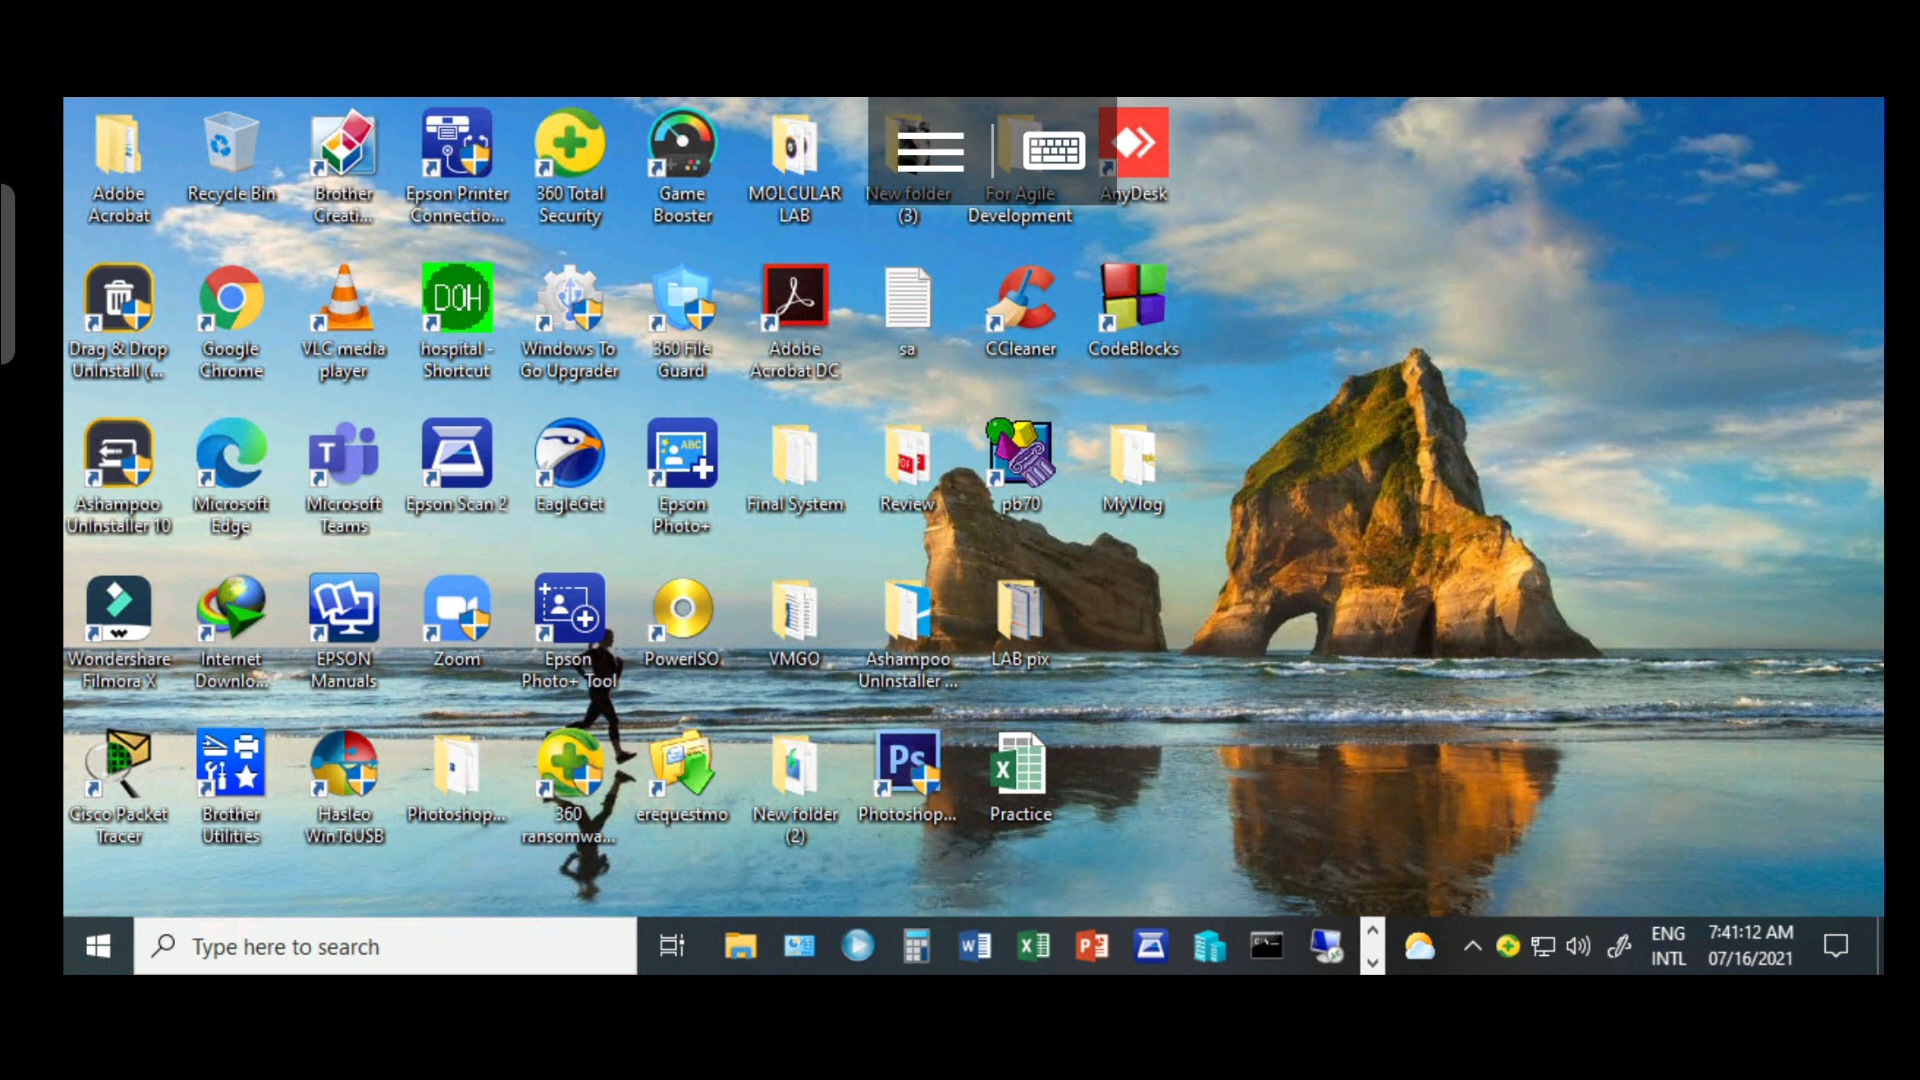 Adobe
Acrobat
Recycle Bin
Brother
Creati...
Epson Printer
Connectio...
360 Total
Security
Game
Booster
MOLCULAR
LAB
New folder
(3)
For Agile
Development
AnyDesk
Drag & Drop
UnInstall (...
Google
Chrome
VLC media
player
DOH
hospital -
Shortcut
Windows To
Go Upgrader
360 File
Guard
Adobe
Acrobat DC
sa
CCleaner
CodeBlocks
Ashampoo
UnInstaller 10
Microsoft
Edge
T
Microsoft
Teams
Epson Scan 2
EagleGet
ABC
Epson
Photo+
Final System
PDF
Review
pb70
MyVlog
Wondershare
Filmora X
Internet
Downlo...
EPSON
Manuals
Zoom
Epson
Photo+ Tool
PowerISO
VMGO
Ashampoo
UnInstaller ...
LAB pix
Cisco Packet
Tracer
Brother
Utilities
Hasleo
WinToUSB
Photoshop...
360
ransomwa...
erequestmo
New folder
(2)
Ps
Photoshop...
X
Practice
Type here to search
W
X
P
ENG
INTL
7:41:12 AM
07/16/2021